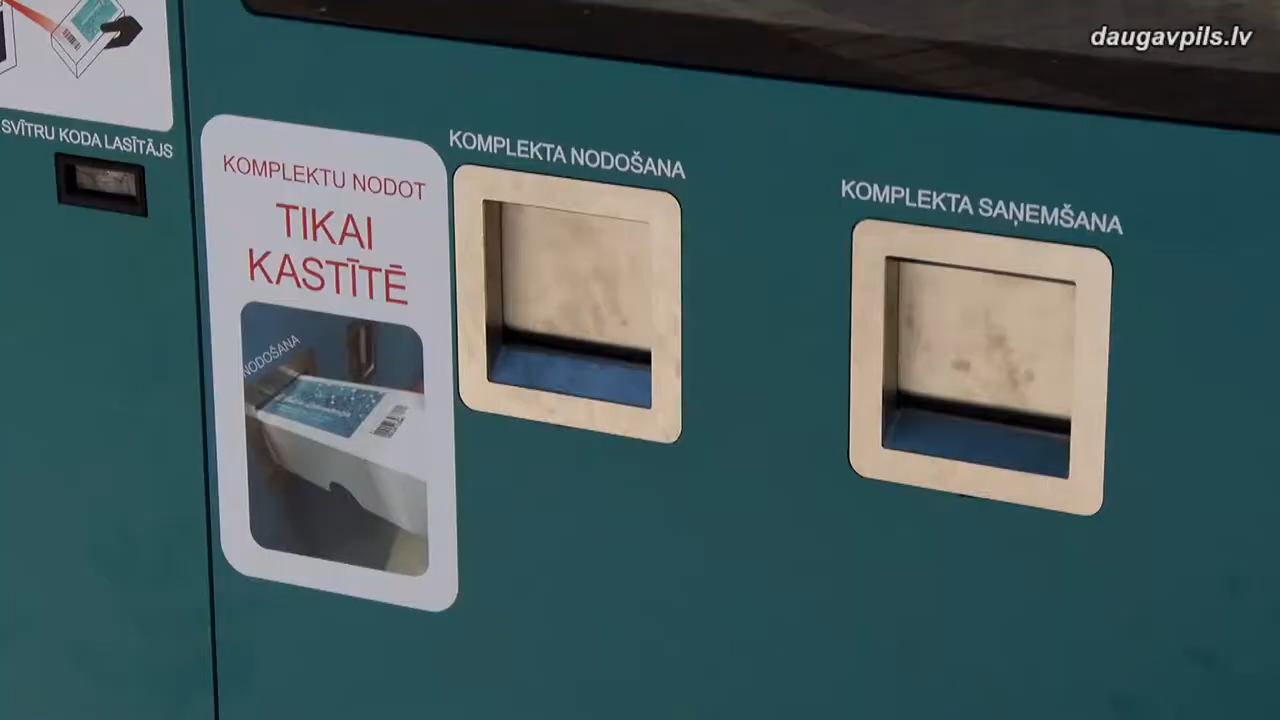 daugavpils.lv
SVĪTRU KODA LASĪTĀJS
KOMPLEKTU NODOT
TIKAI
KASTĪTĒ
NODOŠANA
KOMPLEKTA NODOŠANA
KOMPLEKTA SAŅEMŠANA